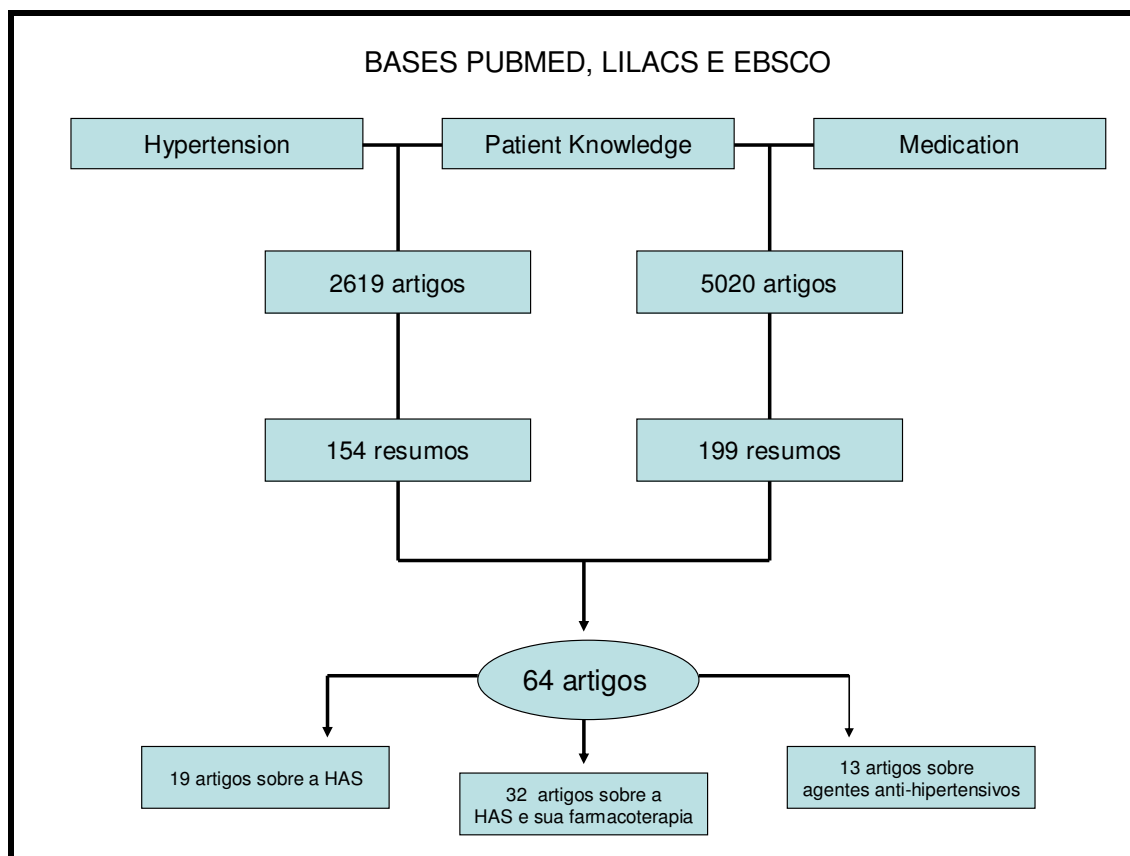 BASES PUBMED, LILACS E EBSCO
Hypertension
Patient Knowledge
Medication
2619 artigos
5020 artigos
154 resumos
199 resumos
64 artigos
19 artigos sobre a HAS
32 artigos sobre a
HAS e sua farmacoterapia
13 artigos sobre
agentes anti-hipertensivos